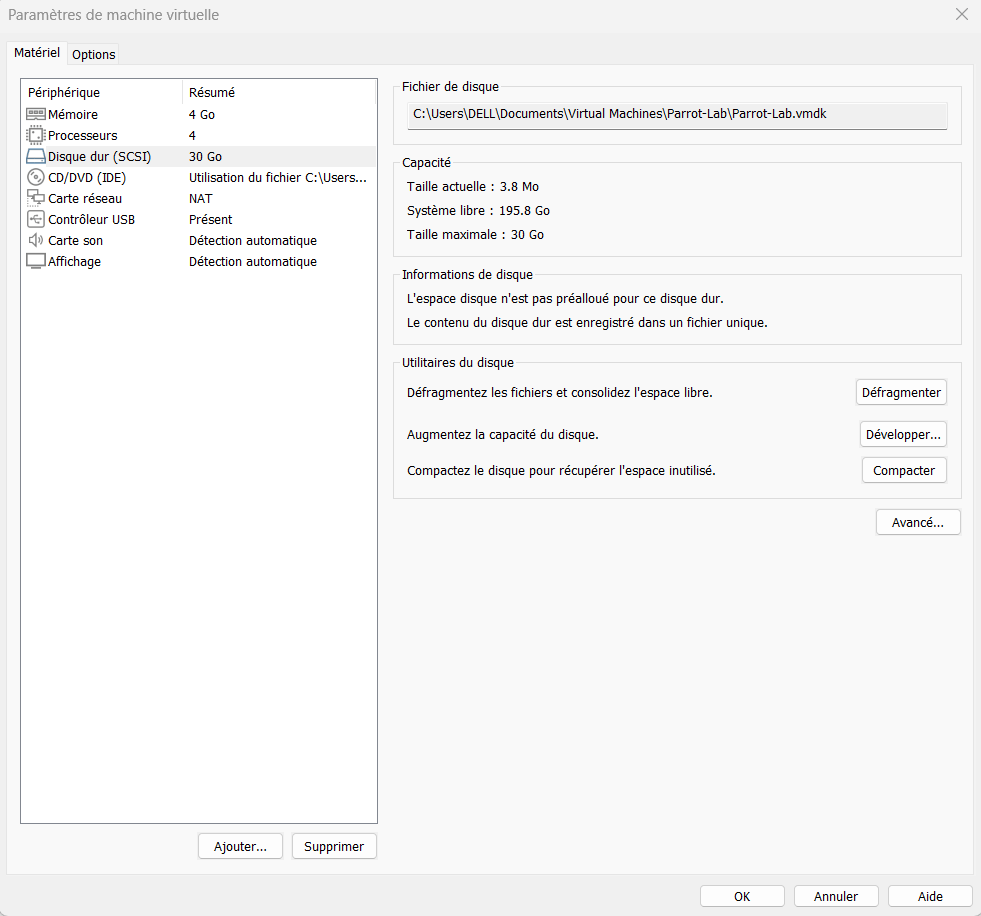 Paramètres de machine virtuelle
Matériel
Options
Périphérique Résumé
Mémoire 4 Go
Processeurs 4
Disque dur (SCSI) 30 Go
CD/DVD (IDE) Utilisation du fichier C:\Users...
Carte réseau NAT
Contrôleur USB Présent
Carte son Détection automatique
Affichage Détection automatique
Ajouter... Supprimer
Fichier de disque
C:\Users\DELL\Documents\Virtual Machines\Parrot-Lab\Parrot-Lab.vmdk
Capacité
Taille actuelle : 3.8 Mo
Système libre : 195.8 Go
Taille maximale : 30 Go
Informations de disque
L'espace disque n'est pas préalloué pour ce disque dur.
Le contenu du disque dur est enregistré dans un fichier unique.
Utilitaires du disque
Défragmentez les fichiers et consolidez l'espace libre. Défragmenter
Augmentez la capacité du disque. Développer...
Compactez le disque pour récupérer l'espace inutilisé. Compacter
Avancé...
OK Annuler Aide